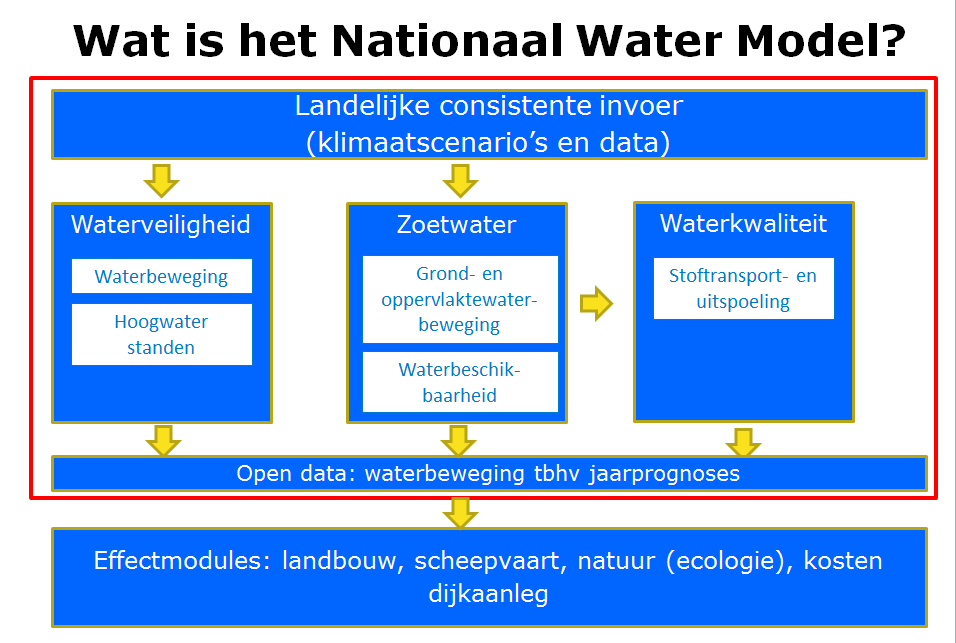 Wat is het Nationaal Water Model?
Landelijke consistente invoer
(klimaatscenario’s en data)
Waterveiligheid
Waterbeweging
Hoogwater
standen
Zoetwater
Grond- en
oppervlaktewater-
beweging
Waterbeschik-
baarheid
Waterkwaliteit
Stoftransport- en
uitspoeling
Open data: waterbeweging tbhv jaarprognoses
Effectmodules: landbouw, scheepvaart, natuur (ecologie), kosten
dijkaanleg